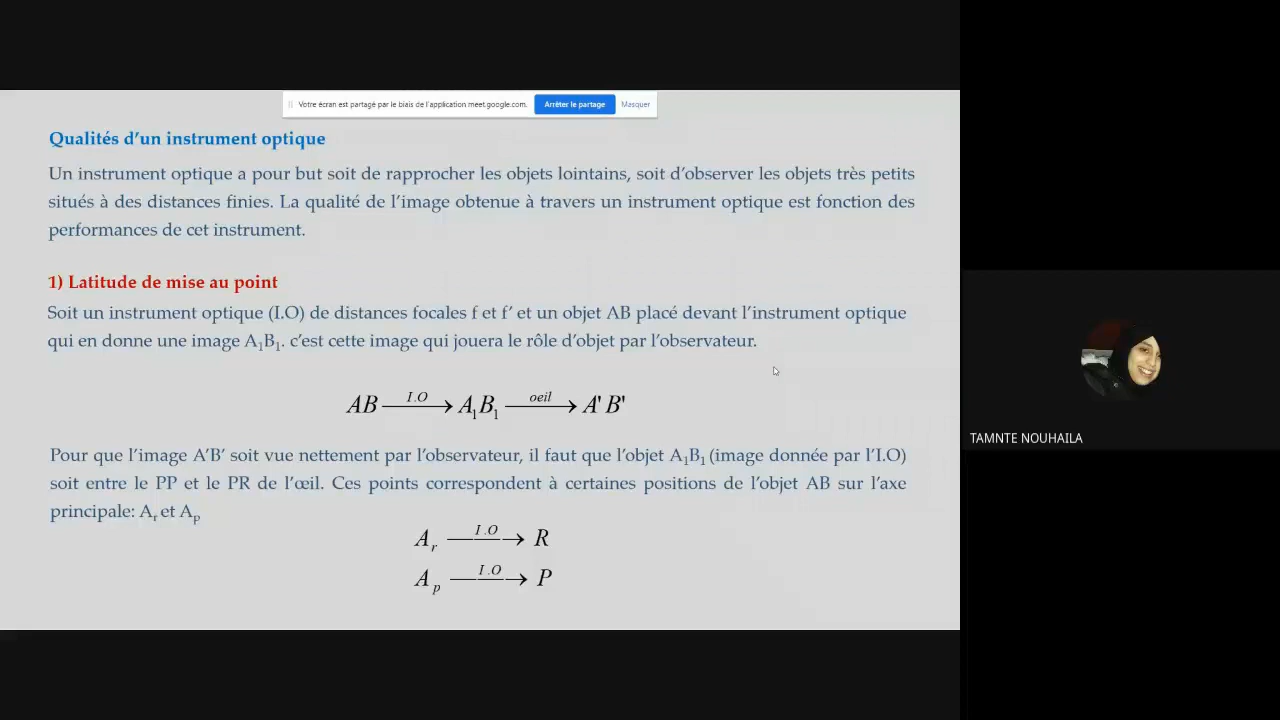 Votre écran est partagé par le biais de l'application meet.google.com. Arrêter le partage Masquer
Qualités d'un instrument optique
Un instrument optique a pour but soit de rapprocher les objets lointains, soit d'observer les objets très petits
situés à des distances finies. La qualité de l'image obtenue à travers un instrument optique est fonction des
performances de cet instrument.
1) Latitude de mise au point
Soit un instrument optique (I.O) de distances focales f et f' et un objet AB placé devant l'instrument optique
qui en donne une image A₁B₁. c'est cette image qui jouera le rôle d'objet par l'observateur.
AB —I.O→ A₁B₁ —oeil→ A'B'
Pour que l'image A'B' soit vue nettement par l'observateur, il faut que l'objet A₁B₁ (image donnée par l'I.O)
soit entre le PP et le PR de l'œil. Ces points correspondent à certaines positions de l'objet AB sur l'axe
principale: Aᵣ et Aₚ
Aᵣ —I.O→ R
Aₚ —I.O→ P
TAMNTE NOUHAILA